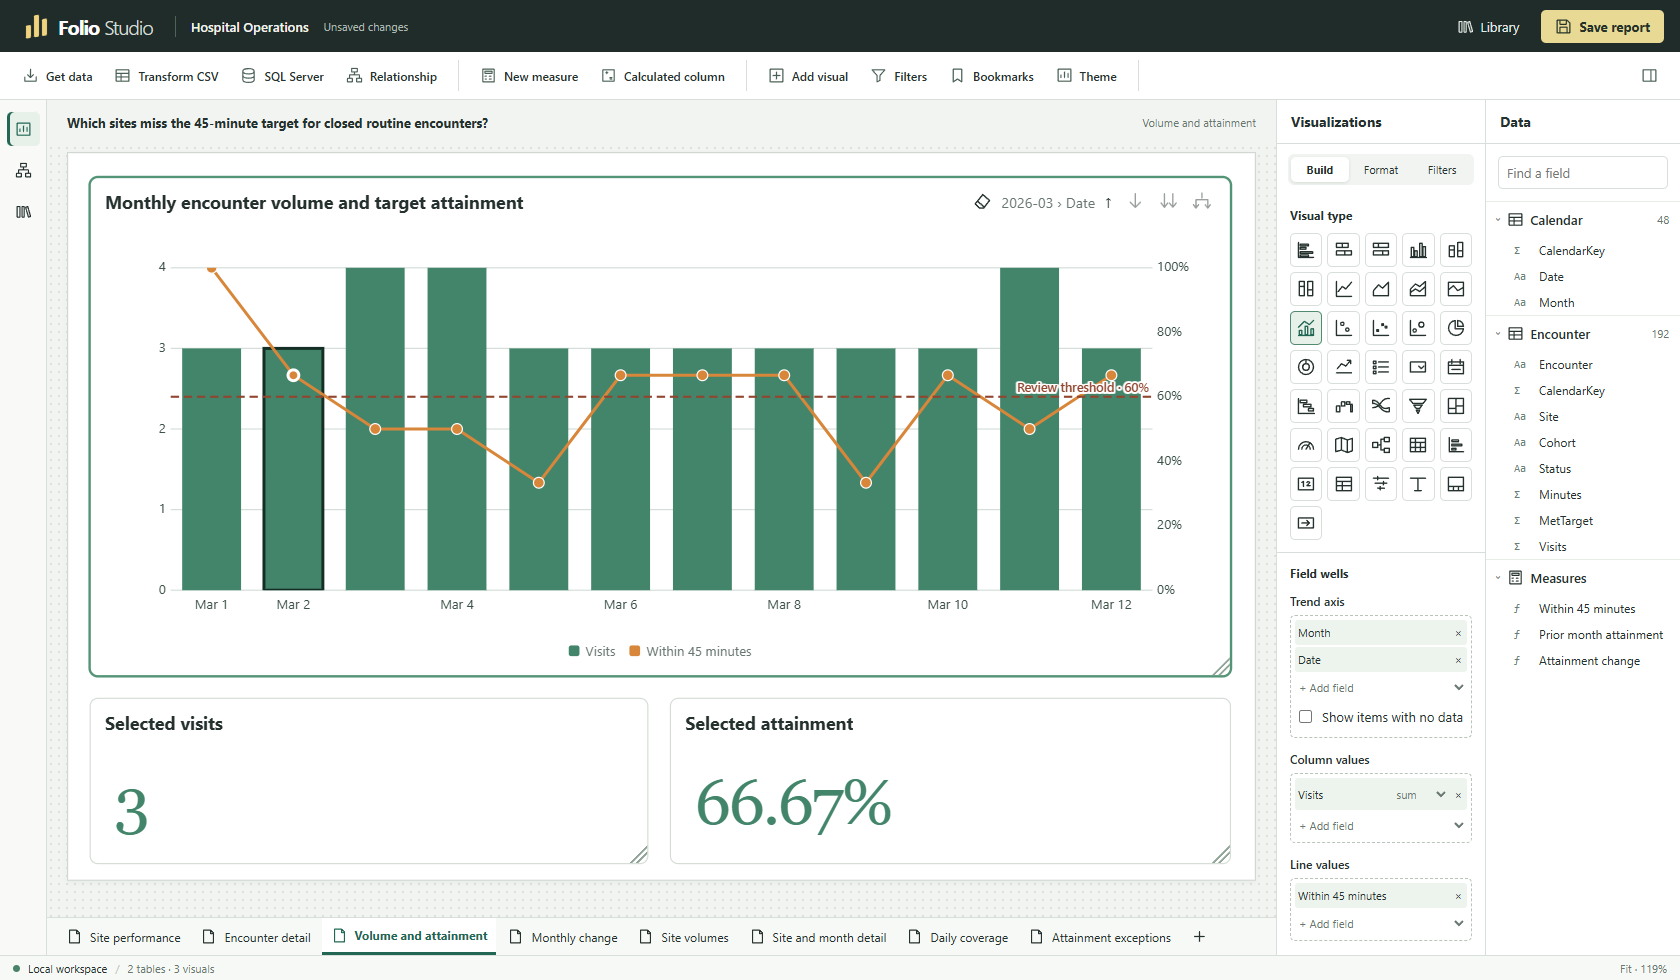 Folio Studio
Hospital Operations
Unsaved changes
Library
Save report
Get data
Transform CSV
SQL Server
Relationship
New measure
Calculated column
Add visual
Filters
Bookmarks
Theme
Which sites miss the 45-minute target for closed routine encounters?
Volume and attainment
Monthly encounter volume and target attainment
2026-03 › Date ↑
4
3
2
1
0
100%
80%
60%
40%
20%
0%
Review threshold · 60%
Mar 1
Mar 2
Mar 4
Mar 6
Mar 8
Mar 10
Mar 12
Visits
Within 45 minutes
Selected visits
3
Selected attainment
66.67%
Visualizations
Build
Format
Filters
Visual type
Field wells
Trend axis
Month ×
Date ×
+ Add field
Show items with no data
Column values
Visits sum ×
+ Add field
Line values
Within 45 minutes ×
+ Add field
Data
Find a field
Calendar 48
Σ CalendarKey
Aa Date
Aa Month
Encounter 192
Aa Encounter
Σ CalendarKey
Aa Site
Aa Cohort
Aa Status
Σ Minutes
Σ MetTarget
Σ Visits
Measures
f Within 45 minutes
f Prior month attainment
f Attainment change
Site performance
Encounter detail
Volume and attainment
Monthly change
Site volumes
Site and month detail
Daily coverage
Attainment exceptions
+
Local workspace / 2 tables · 3 visuals
Fit · 119%